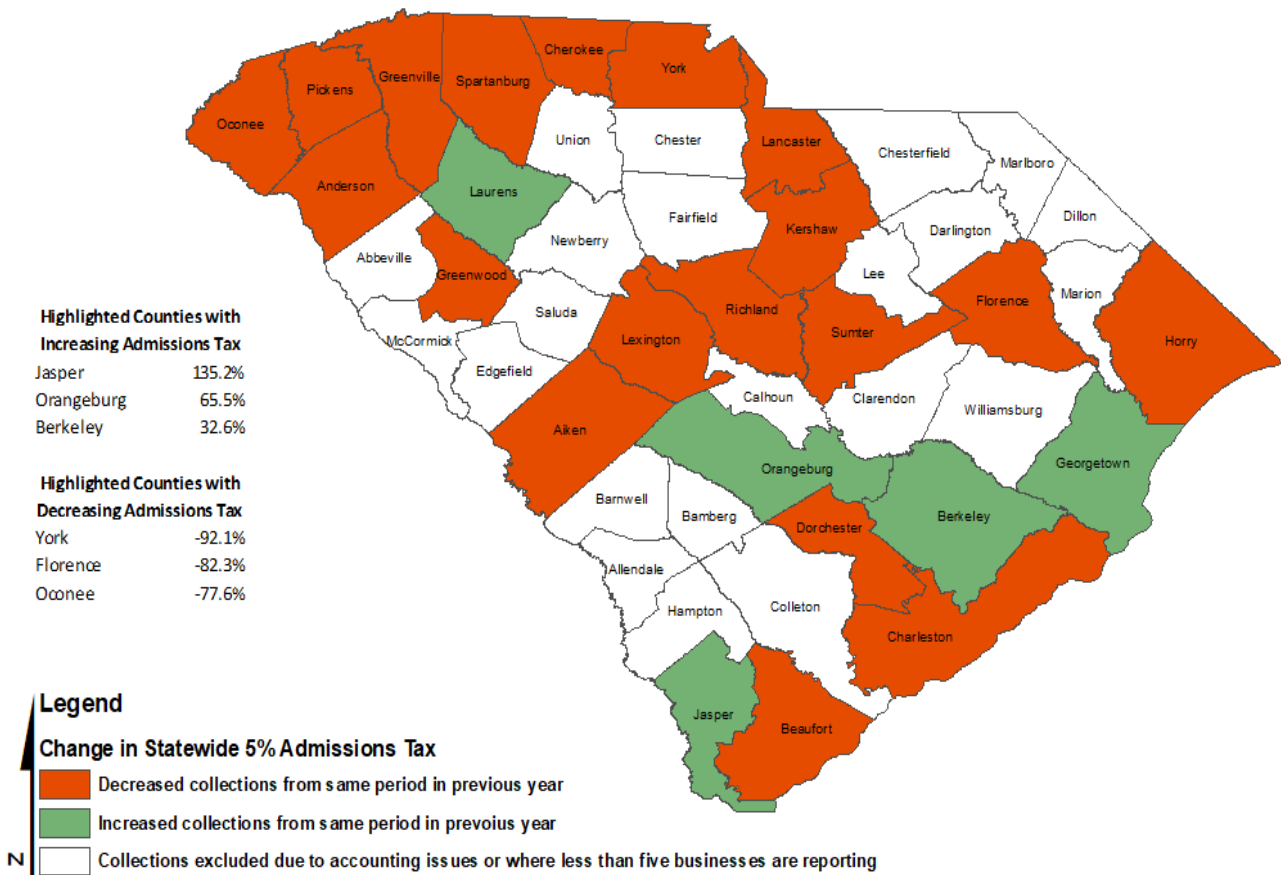 Cherokee
York
Greenville
Spartanburg
Pickens
Oconee
Union
Chester
Lancaster
Chesterfield
Marlboro
Anderson
Laurens
Fairfield
Dillon
Kershaw
Darlington
Newberry
Abbeville
Lee
Greenwood
Marion
Florence
Richland
Saluda
Sumter
Lexington
Horry
McCormick
Edgefield
Calhoun
Clarendon
Williamsburg
Aiken
Georgetown
Orangeburg
Barnwell
Bamberg
Berkeley
Dorchester
Allendale
Hampton
Colleton
Charleston
Jasper
Beaufort
Highlighted Counties with
Increasing Admissions Tax
Jasper 135.2%
Orangeburg 65.5%
Berkeley 32.6%
Highlighted Counties with
Decreasing Admissions Tax
York -92.1%
Florence -82.3%
Oconee -77.6%
Legend
Change in Statewide 5% Admissions Tax
Decreased collections from same period in previous year
Increased collections from same period in prevoius year
Collections excluded due to accounting issues or where less than five businesses are reporting
N